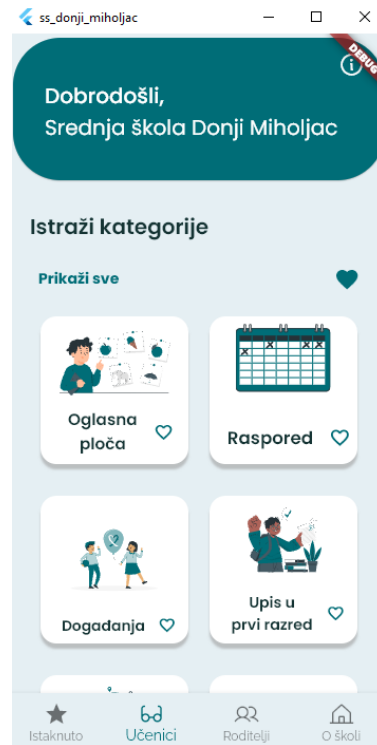 ss_donji_miholjac
DEBUG
Dobrodošli,
Srednja škola Donji Miholjac
Istraži kategorije
Prikaži sve
Oglasna
ploča
Raspored
Događanja
Upis u
prvi razred
Istaknuto
Učenici
Roditelji
O školi